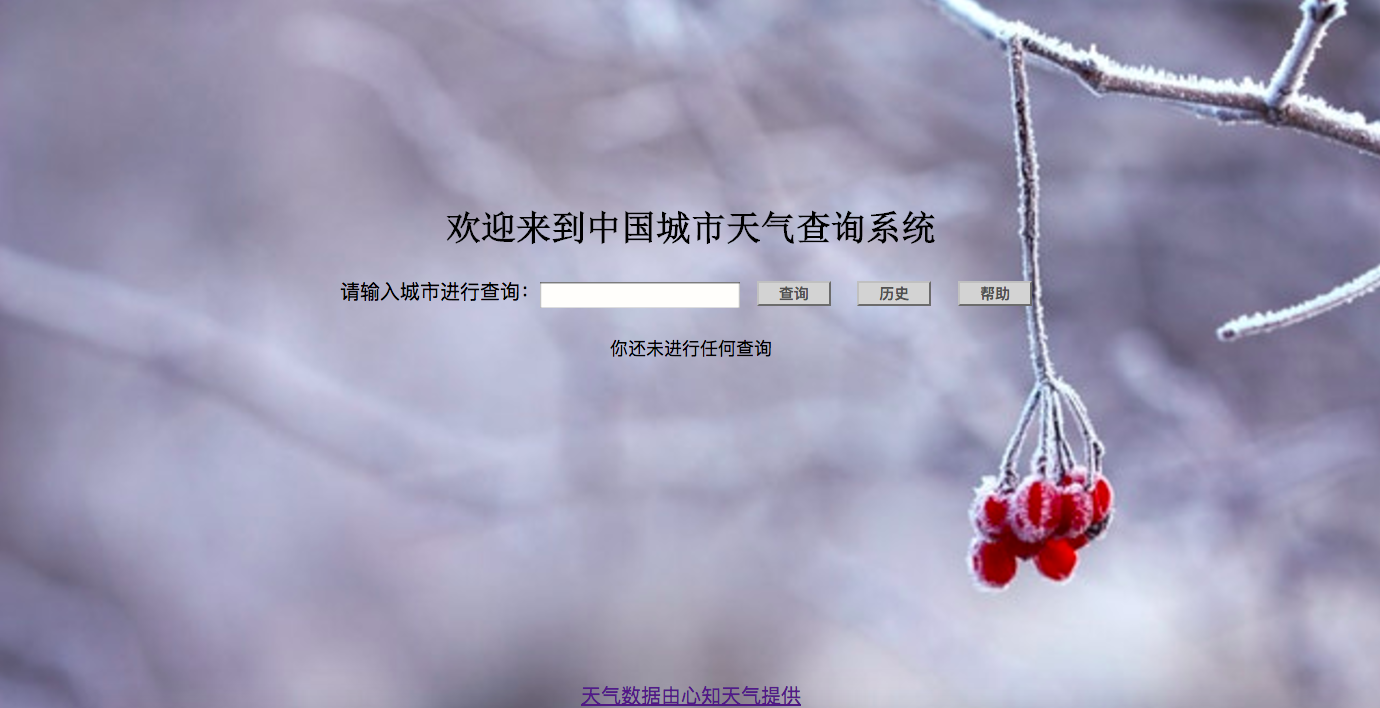 欢迎来到中国城市天气查询系统
请输入城市进行查询： 查询 历史 帮助
你还未进行任何查询
天气数据由心知天气提供